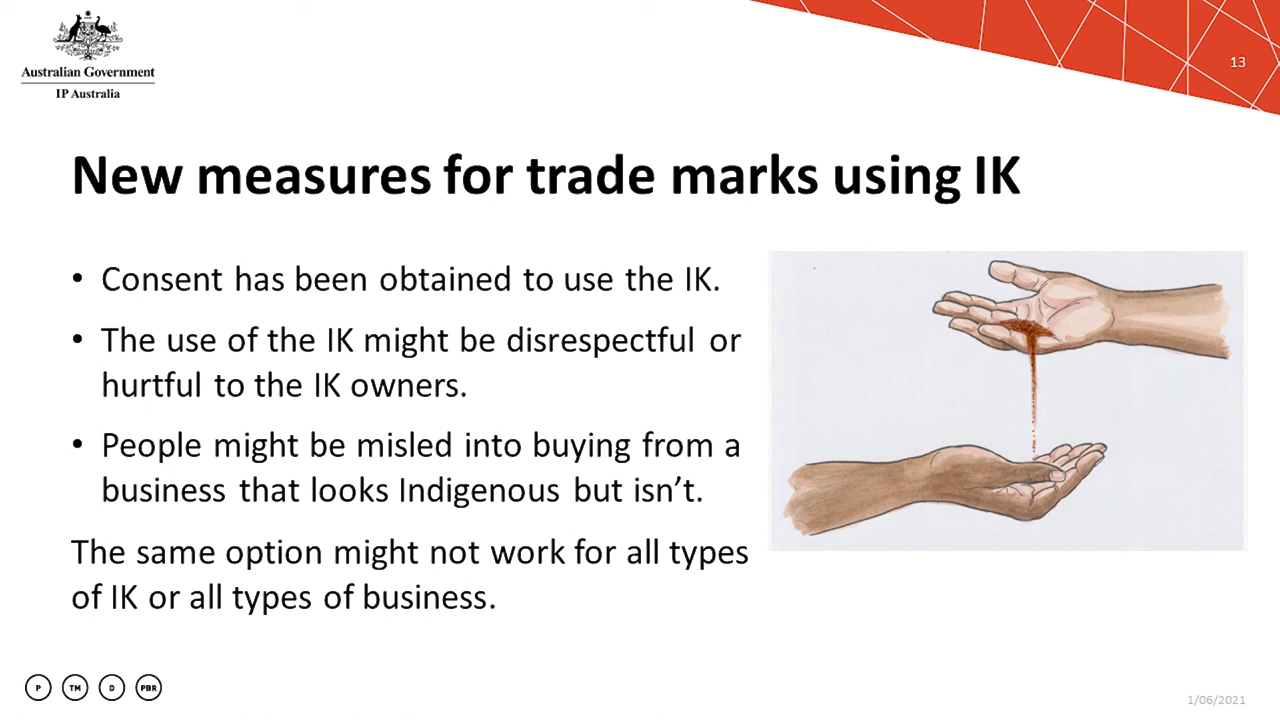 Australian Government
IP Australia
13
New measures for trade marks using IK
• Consent has been obtained to use the IK.
• The use of the IK might be disrespectful or
hurtful to the IK owners.
• People might be misled into buying from a
business that looks Indigenous but isn’t.
The same option might not work for all types
of IK or all types of business.
P TM D PBR
1/06/2021